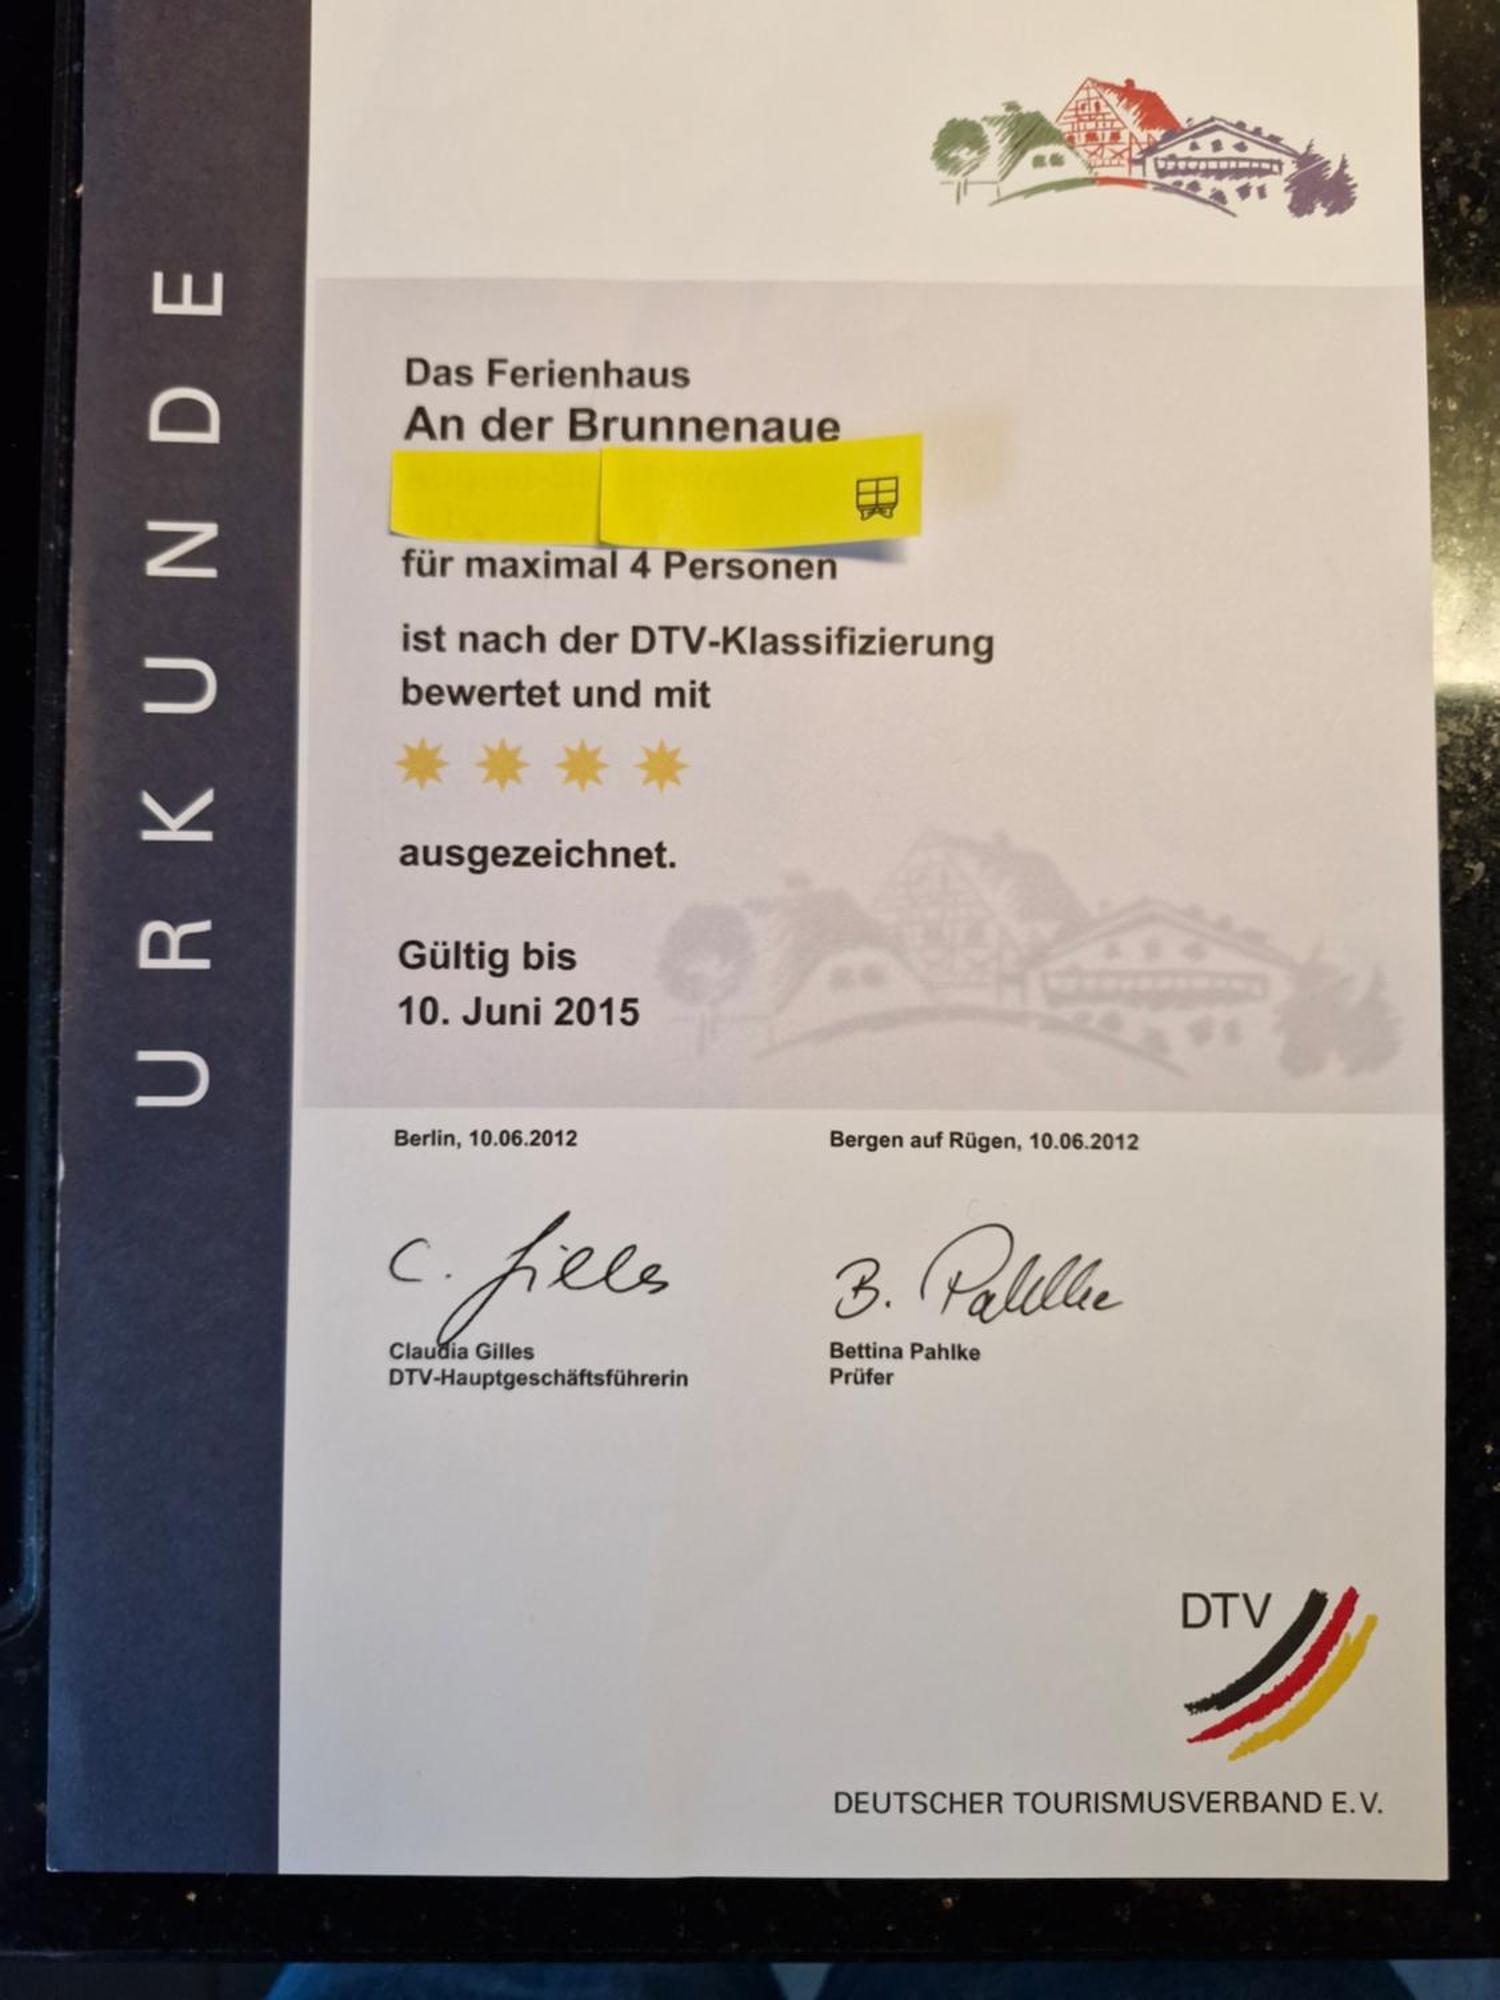 URKUNDE
Das Ferienhaus
An der Brunnenaue
für maximal 4 Personen
ist nach der DTV-Klassifizierung
bewertet und mit
ausgezeichnet.
Gültig bis
10. Juni 2015
Berlin, 10.06.2012
Bergen auf Rügen, 10.06.2012
C. Gilles
B. Pahlke
Claudia Gilles
DTV-Hauptgeschäftsführerin
Bettina Pahlke
Prüfer
DTV
DEUTSCHER TOURISMUSVERBAND E.V.